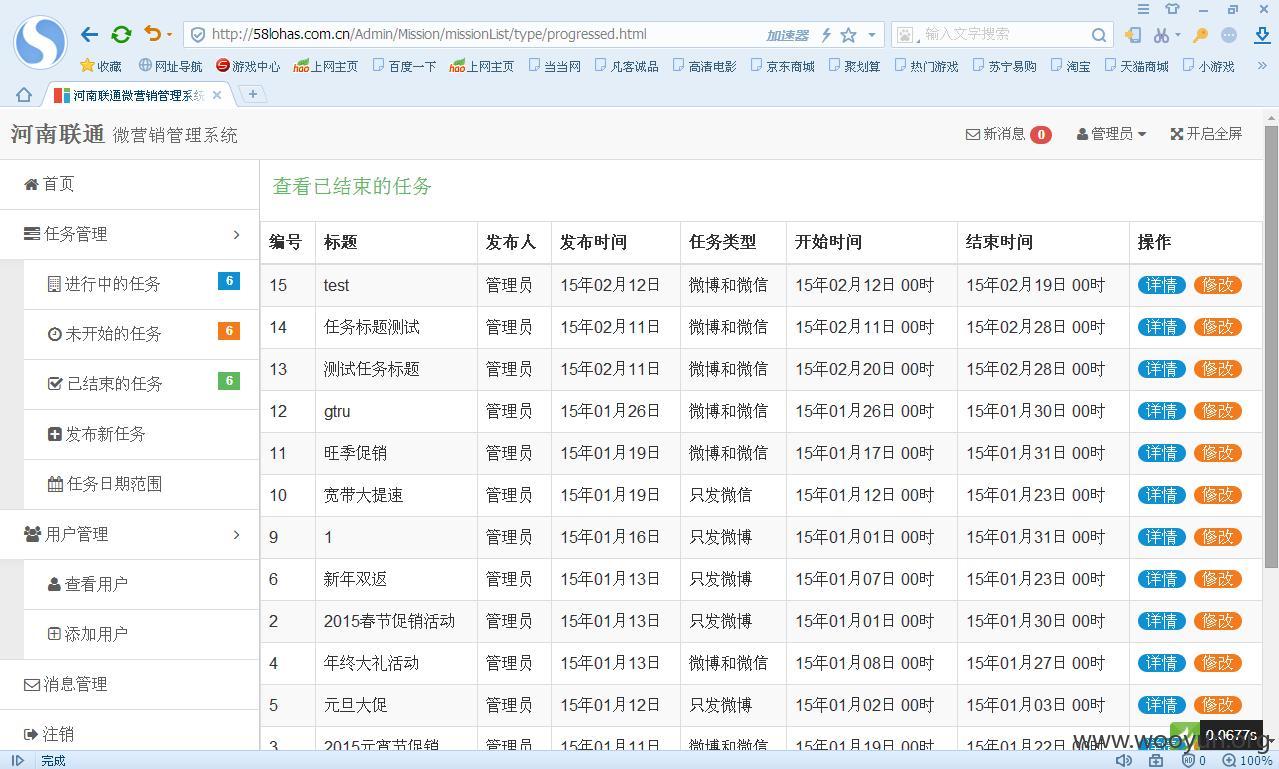 http://58lohas.com.cn/Admin/Mission/missionList/type/progressed.html
加速器
输入文字搜索
收藏 网址导航 游戏中心 hao上网主页 百度一下 hao上网主页 当当网 凡客诚品 高清电影 京东商城 聚划算 热门游戏 苏宁易购 淘宝 天猫商城 小游戏
河南联通微营销管理系统
河南联通 微营销管理系统
新消息 0 管理员 开启全屏
首页
任务管理
进行中的任务 6
未开始的任务 6
已结束的任务 6
发布新任务
任务日期范围
用户管理
查看用户
添加用户
消息管理
注销
查看已结束的任务
编号 标题 发布人 发布时间 任务类型 开始时间 结束时间 操作
15 test 管理员 15年02月12日 微博和微信 15年02月12日 00时 15年02月19日 00时 详情 修改
14 任务标题测试 管理员 15年02月11日 微博和微信 15年02月11日 00时 15年02月28日 00时 详情 修改
13 测试任务标题 管理员 15年02月11日 微博和微信 15年02月20日 00时 15年02月28日 00时 详情 修改
12 gtru 管理员 15年01月26日 微博和微信 15年01月26日 00时 15年01月30日 00时 详情 修改
11 旺季促销 管理员 15年01月19日 微博和微信 15年01月17日 00时 15年01月31日 00时 详情 修改
10 宽带大提速 管理员 15年01月19日 只发微信 15年01月12日 00时 15年01月23日 00时 详情 修改
9 1 管理员 15年01月16日 只发微博 15年01月01日 00时 15年01月31日 00时 详情 修改
6 新年双返 管理员 15年01月13日 只发微博 15年01月07日 00时 15年01月23日 00时 详情 修改
2 2015春节促销活动 管理员 15年01月13日 只发微博 15年01月01日 00时 15年01月30日 00时 详情 修改
4 年终大礼活动 管理员 15年01月13日 微博和微信 15年01月08日 00时 15年01月27日 00时 详情 修改
5 元旦大促 管理员 15年01月12日 只发微博 15年01月02日 00时 15年01月03日 00时 详情 修改
3 2015元宵节促销 管理员 15年01月11日 微博和微信 15年01月19日 00时 15年01月22日 00时
0.0677s
www.wooyun.org
完成
0 100%